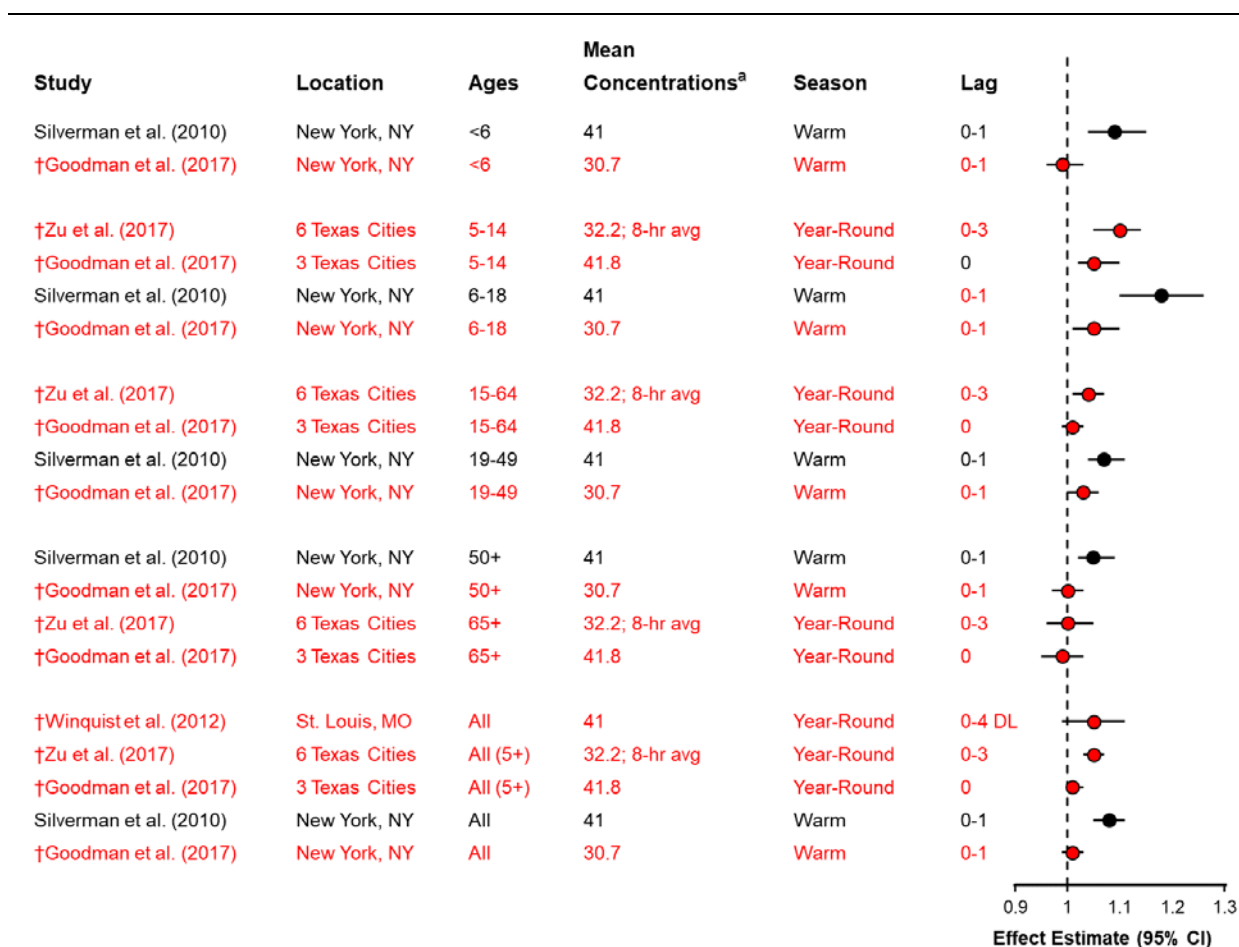 Mean
Study Location Ages Concentrationsᵃ Season Lag
Silverman et al. (2010) New York, NY <6 41 Warm 0-1
†Goodman et al. (2017) New York, NY <6 30.7 Warm 0-1
†Zu et al. (2017) 6 Texas Cities 5-14 32.2; 8-hr avg Year-Round 0-3
†Goodman et al. (2017) 3 Texas Cities 5-14 41.8 Year-Round 0
Silverman et al. (2010) New York, NY 6-18 41 Warm 0-1
†Goodman et al. (2017) New York, NY 6-18 30.7 Warm 0-1
†Zu et al. (2017) 6 Texas Cities 15-64 32.2; 8-hr avg Year-Round 0-3
†Goodman et al. (2017) 3 Texas Cities 15-64 41.8 Year-Round 0
Silverman et al. (2010) New York, NY 19-49 41 Warm 0-1
†Goodman et al. (2017) New York, NY 19-49 30.7 Warm 0-1
Silverman et al. (2010) New York, NY 50+ 41 Warm 0-1
†Goodman et al. (2017) New York, NY 50+ 30.7 Warm 0-1
†Zu et al. (2017) 6 Texas Cities 65+ 32.2; 8-hr avg Year-Round 0-3
†Goodman et al. (2017) 3 Texas Cities 65+ 41.8 Year-Round 0
†Winquist et al. (2012) St. Louis, MO All 41 Year-Round 0-4 DL
†Zu et al. (2017) 6 Texas Cities All (5+) 32.2; 8-hr avg Year-Round 0-3
†Goodman et al. (2017) 3 Texas Cities All (5+) 41.8 Year-Round 0
Silverman et al. (2010) New York, NY All 41 Warm 0-1
†Goodman et al. (2017) New York, NY All 30.7 Warm 0-1
0.9 1 1.1 1.2 1.3
Effect Estimate (95% CI)